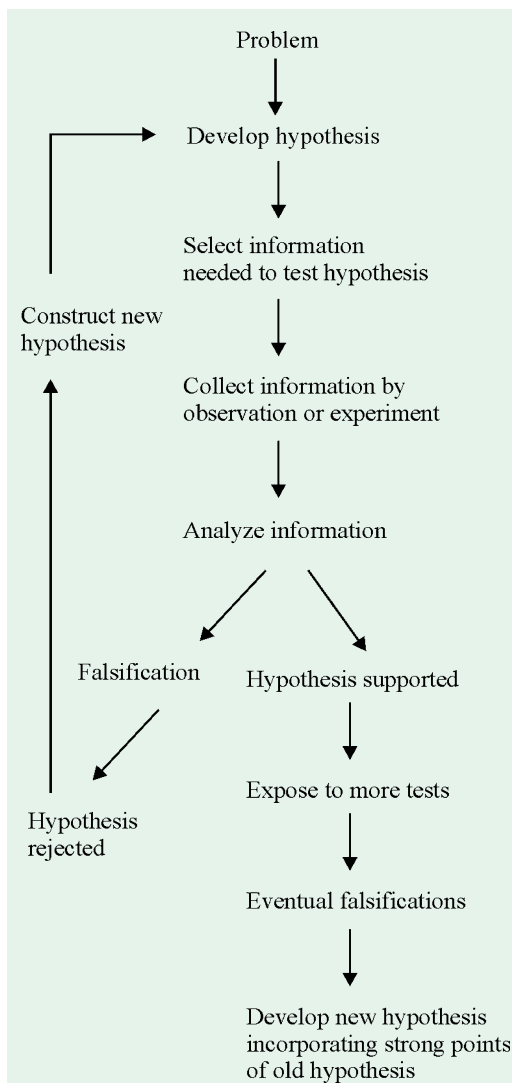 Problem
Develop hypothesis
Select information
needed to test hypothesis
Construct new
hypothesis
Collect information by
observation or experiment
Analyze information
Falsification
Hypothesis supported
Hypothesis
rejected
Expose to more tests
Eventual falsifications
Develop new hypothesis
incorporating strong points
of old hypothesis